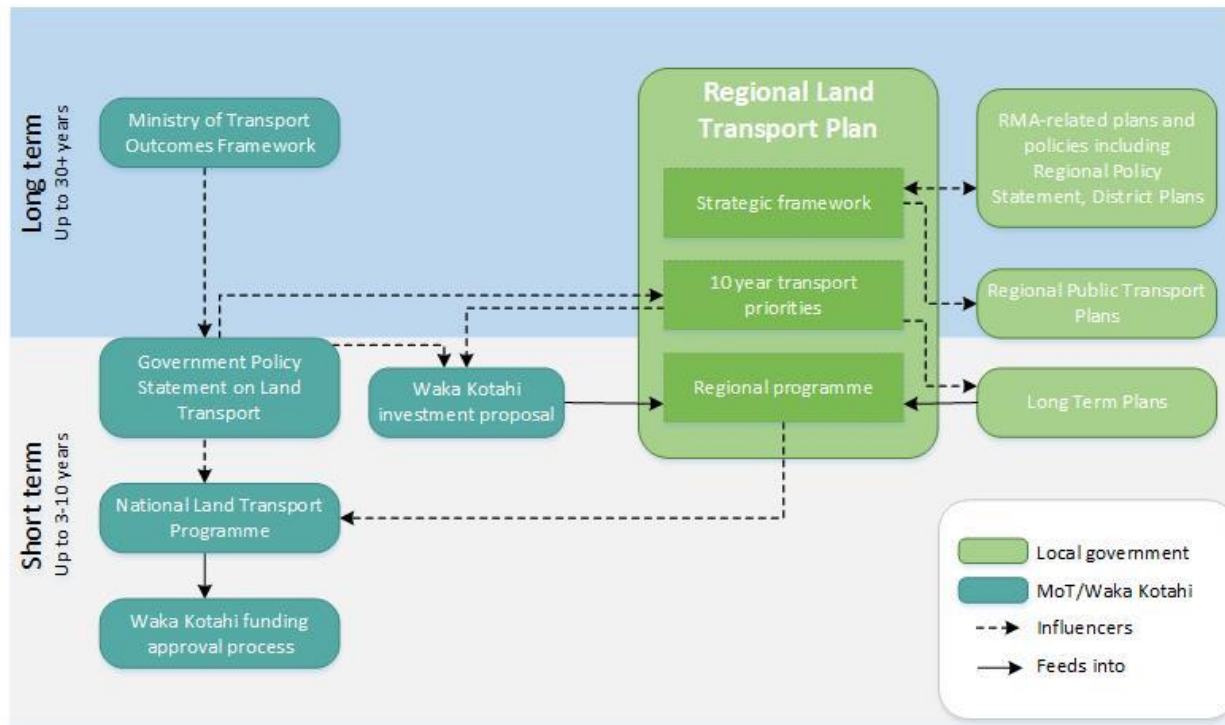 Long term
Up to 30+ years
Ministry of Transport
Outcomes Framework
Regional Land
Transport Plan
Strategic framework
10 year transport
priorities
Regional programme
RMA-related plans and
policies including
Regional Policy
Statement, District Plans
Regional Public Transport
Plans
Long Term Plans
Short term
Up to 3-10 years
Government Policy
Statement on Land
Transport
Waka Kotahi
investment proposal
National Land Transport
Programme
Waka Kotahi funding
approval process
Local government
MoT/Waka Kotahi
Influencers
Feeds into